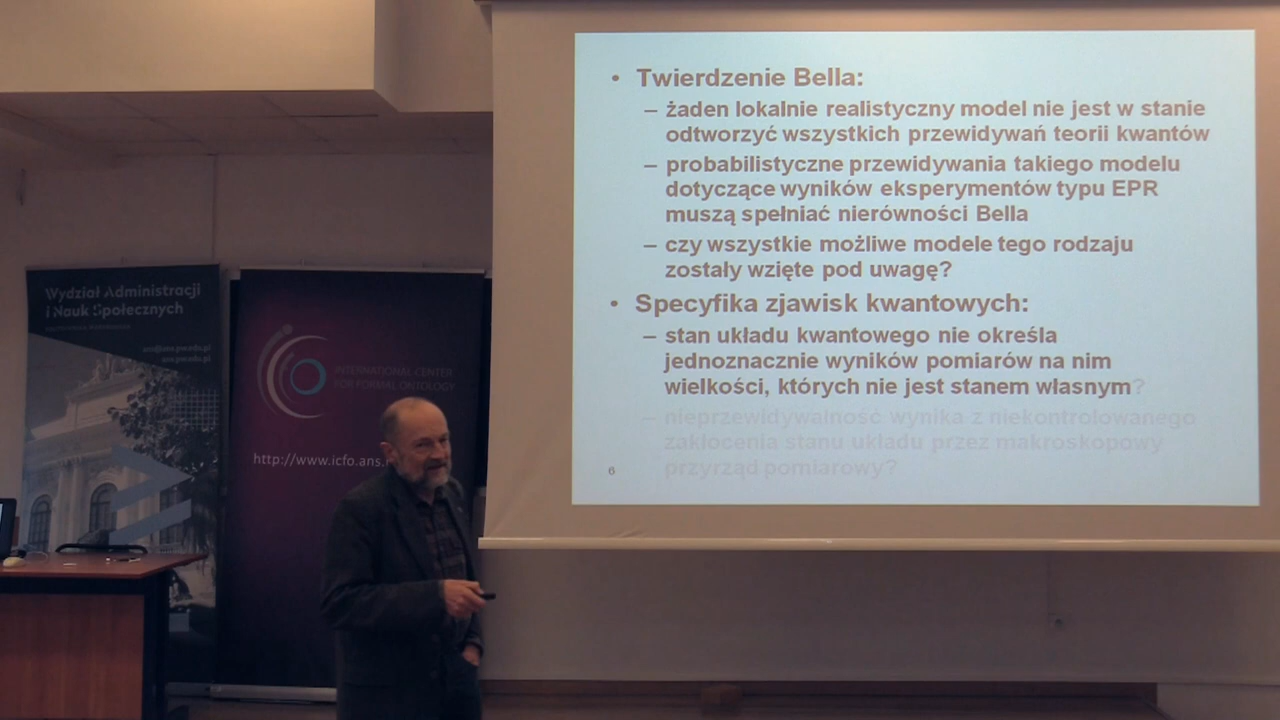 • Twierdzenie Bella:
– żaden lokalnie realistyczny model nie jest w stanie
odtworzyć wszystkich przewidywań teorii kwantów
– probabilistyczne przewidywania takiego modelu
dotyczące wyników eksperymentów typu EPR
muszą spełniać nierówności Bella
– czy wszystkie możliwe modele tego rodzaju
zostały wzięte pod uwagę?
• Specyfika zjawisk kwantowych:
– stan układu kwantowego nie określa
jednoznacznie wyników pomiarów na nim
wielkości, których nie jest stanem własnym?
– nieprzewidywalność wynika z niekontrolowanego
zakłócenia stanu układu przez makroskopowy
przyrząd pomiarowy?
6
Wydział Administracji
i Nauk Społecznych
INTERNATIONAL CENTER
FOR FORMAL ONTOLOGY
http://www.icfo.ans.